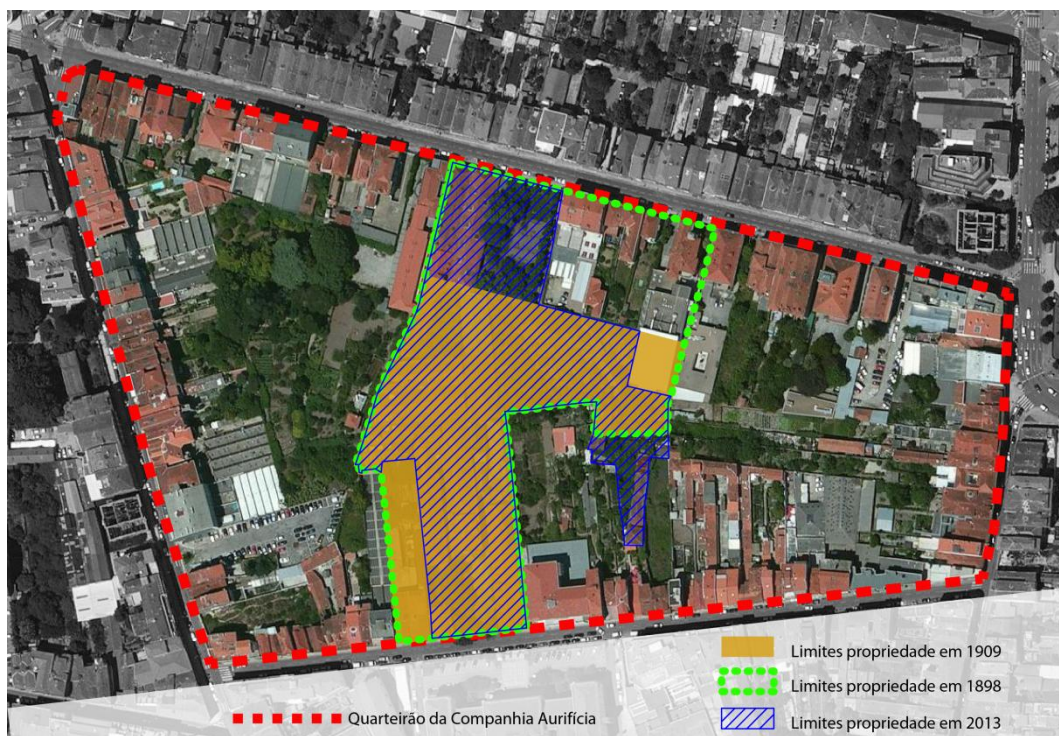 Limites propriedade em 1909
Limites propriedade em 1898
Quarteirão da Companhia Aurifícia
Limites propriedade em 2013